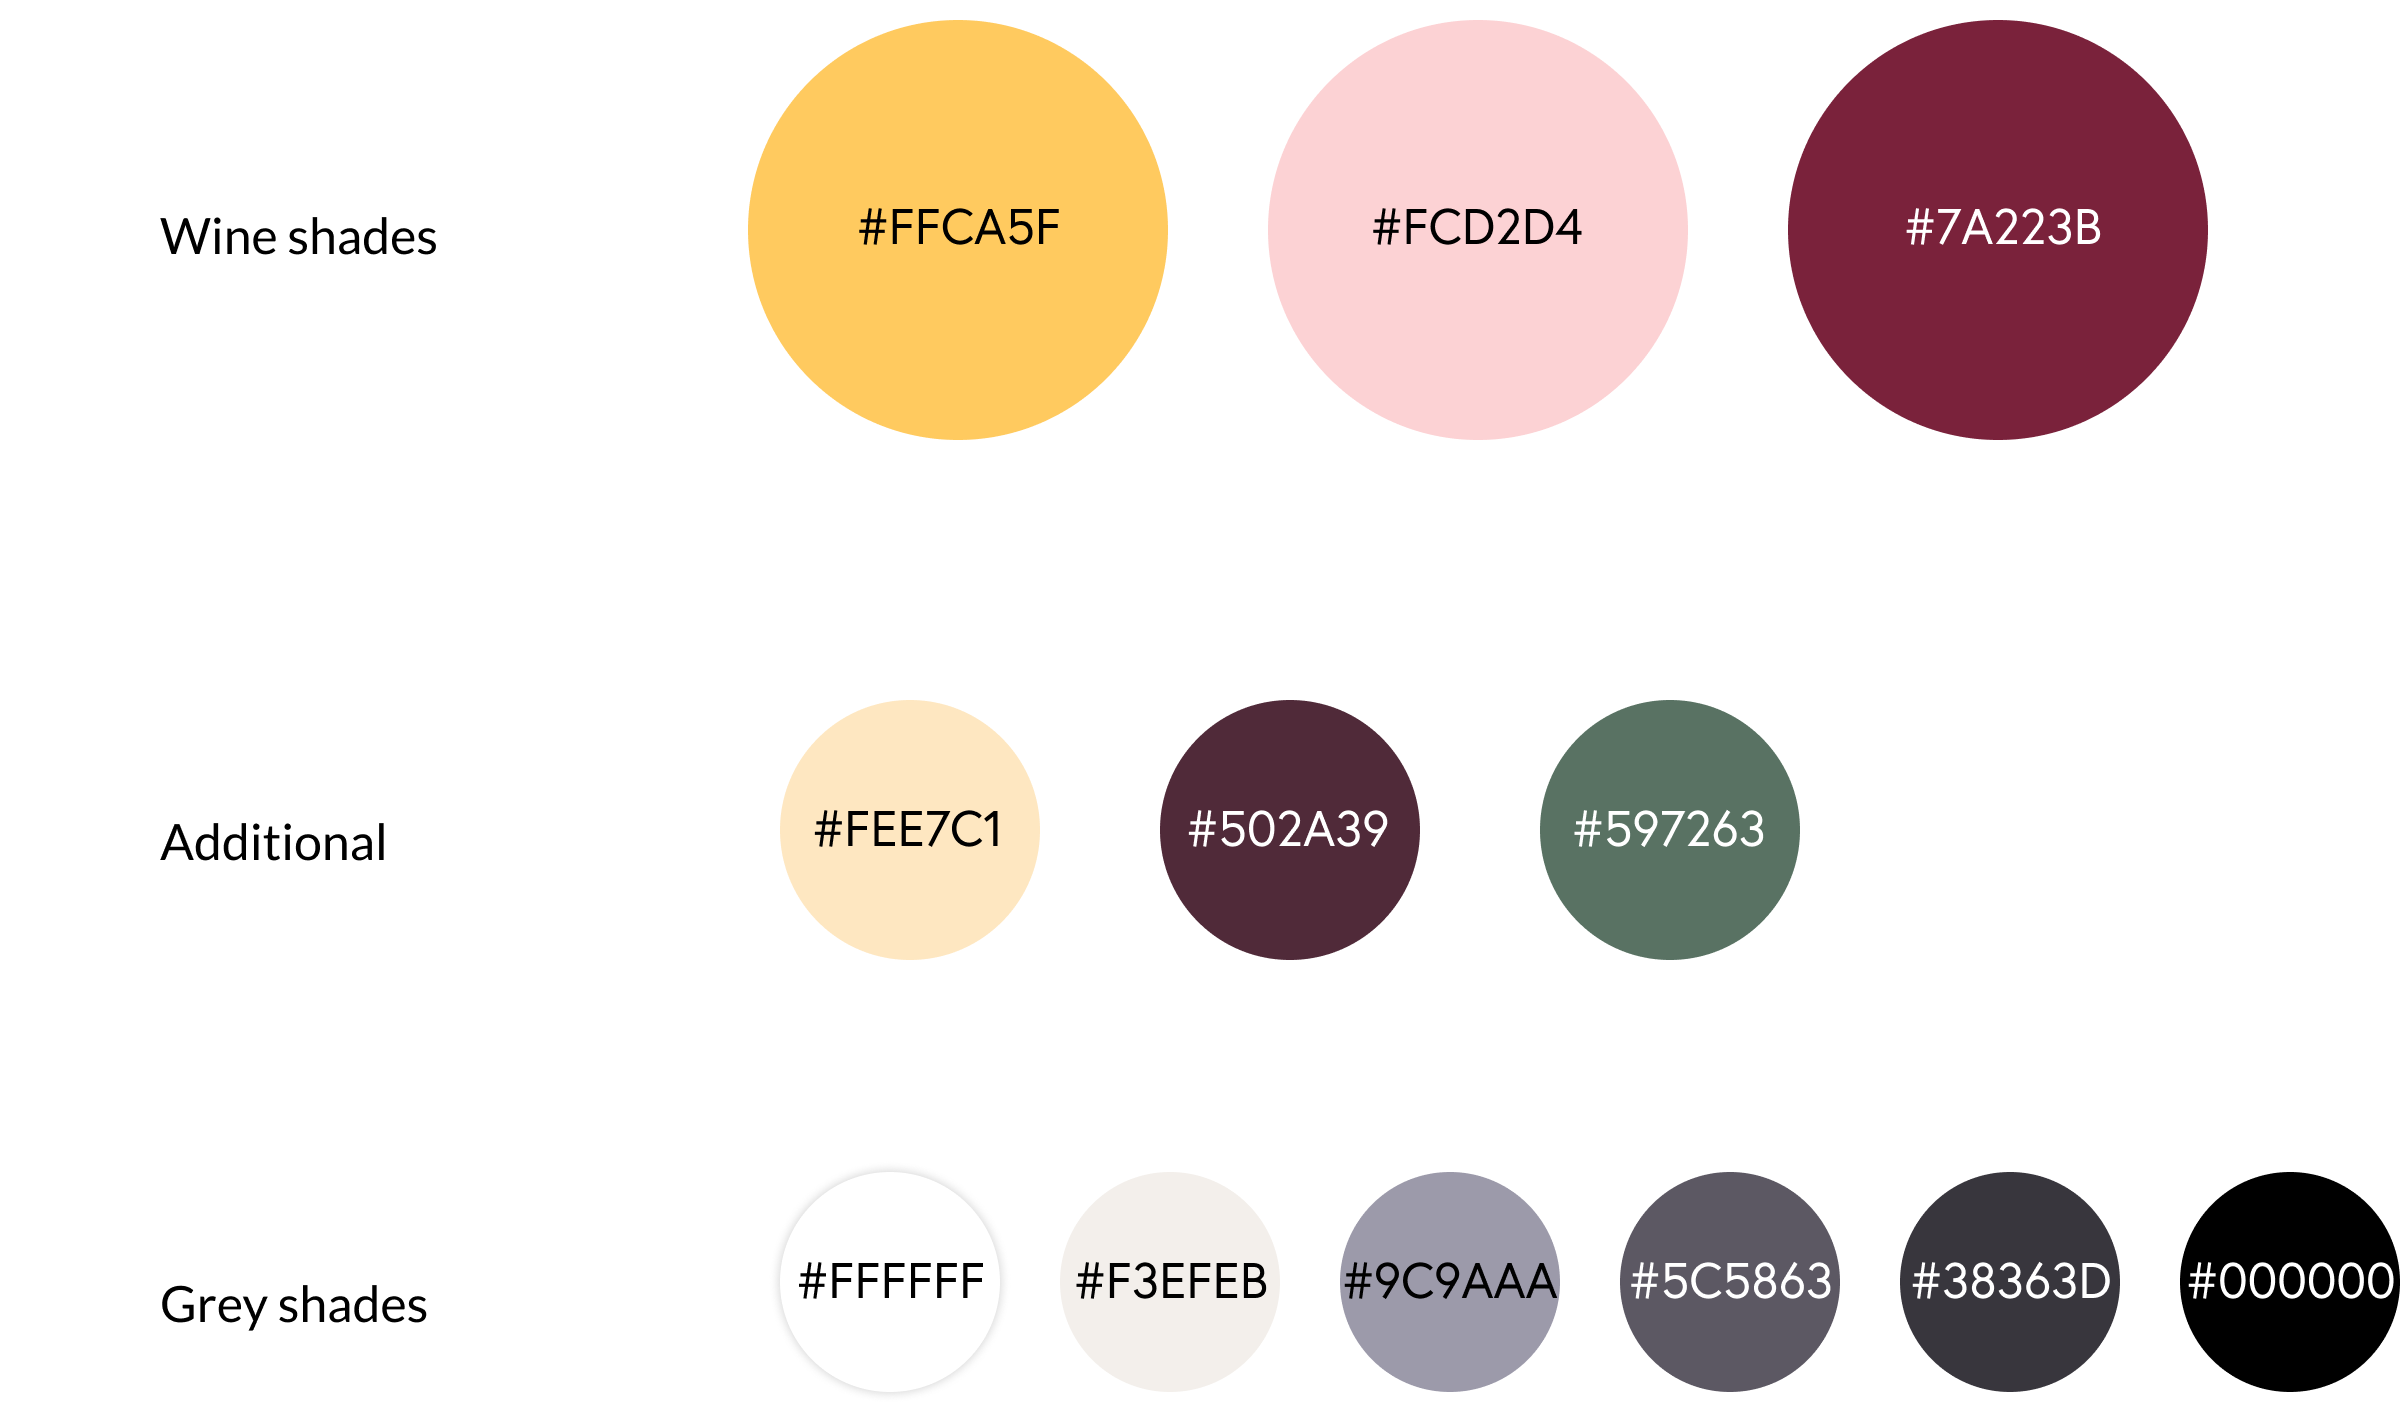 Wine shades
#FFCA5F
#FCD2D4
#7A223B
Additional
#FEE7C1
#502A39
#597263
Grey shades
#FFFFFF
#F3EFEB
#9C9AAA
#5C5863
#38363D
#000000